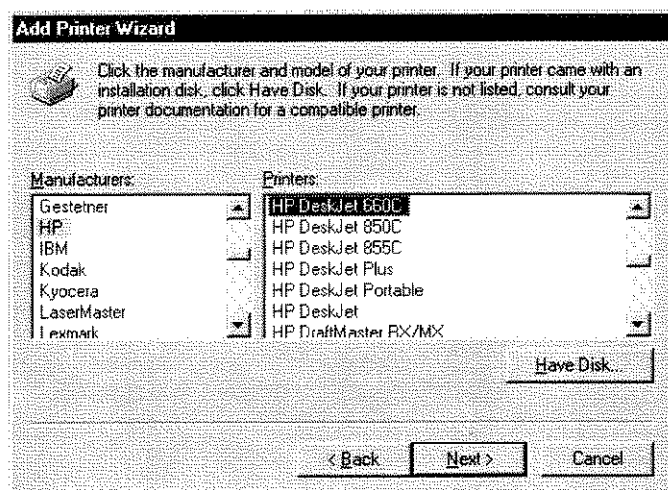 Add Printer Wizard
Click the manufacturer and model of your printer. If your printer came with an
installation disk, click Have Disk. If your printer is not listed, consult your
printer documentation for a compatible printer.
Manufacturers:
Gestetner
HP
IBM
Kodak
Kyocera
LaserMaster
Lexmark
Printers:
HP DeskJet 660C
HP DeskJet 850C
HP DeskJet 855C
HP DeskJet Plus
HP DeskJet Portable
HP DeskJet
HP DraftMaster RX/MX
Have Disk...
< Back
Next >
Cancel